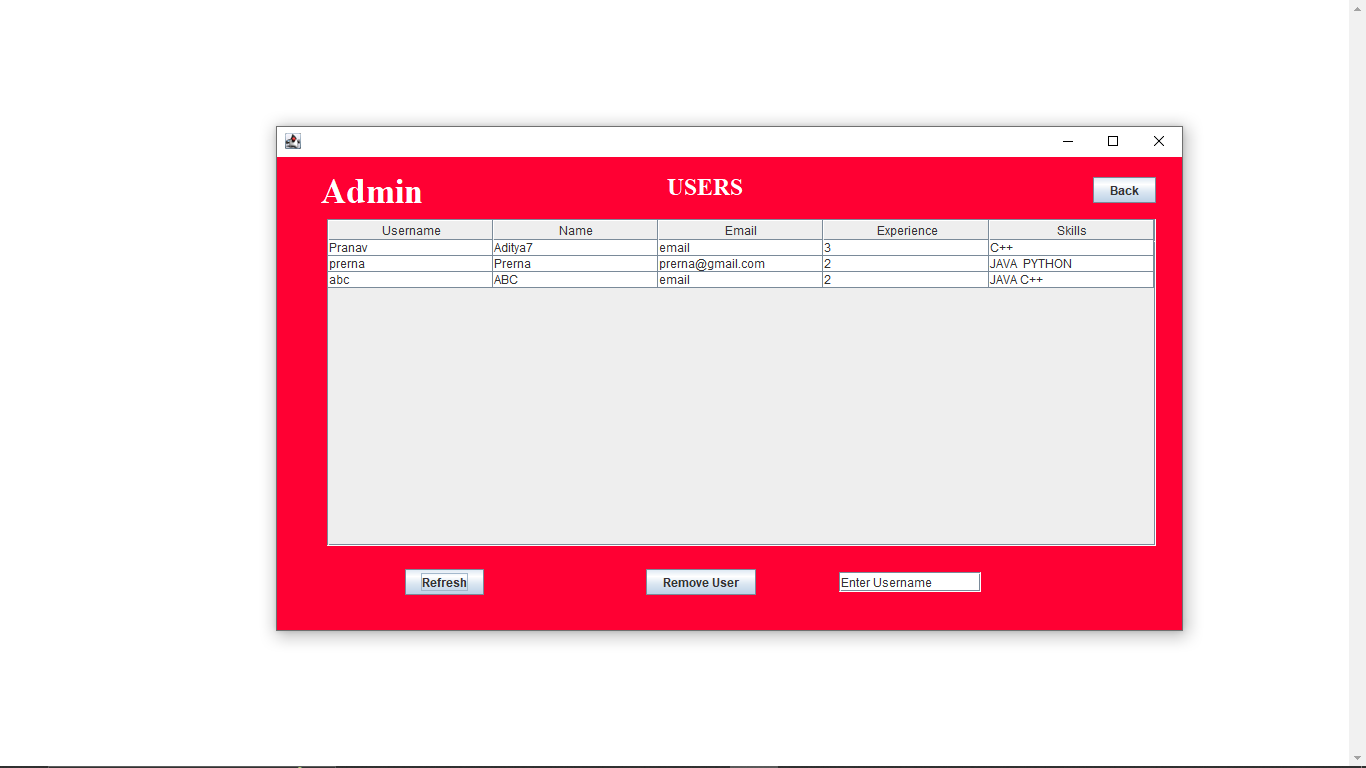 Admin
USERS
Back
Username Name Email Experience Skills
Pranav Aditya7 email 3 C++
prerna Prerna prerna@gmail.com 2 JAVA  PYTHON
abc ABC email 2 JAVA C++
Refresh
Remove User
Enter Username